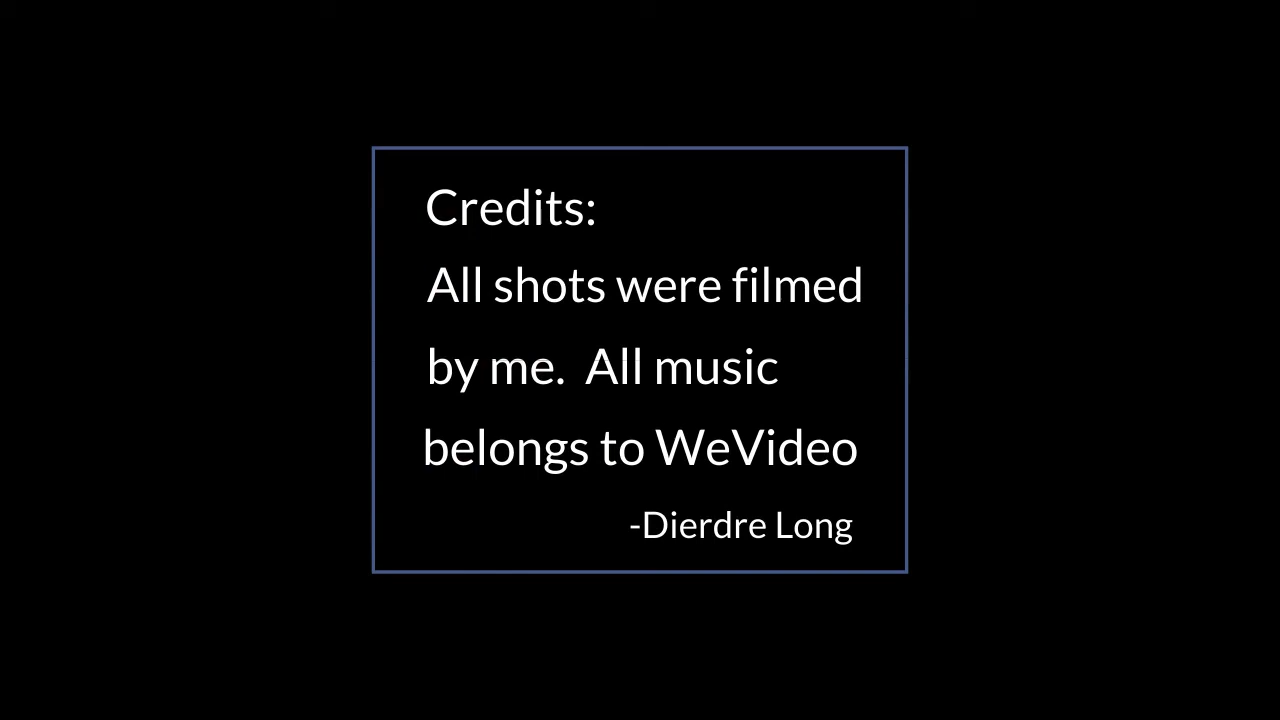 Credits:
All shots were filmed
by me.  All music
belongs to WeVideo
-Dierdre Long